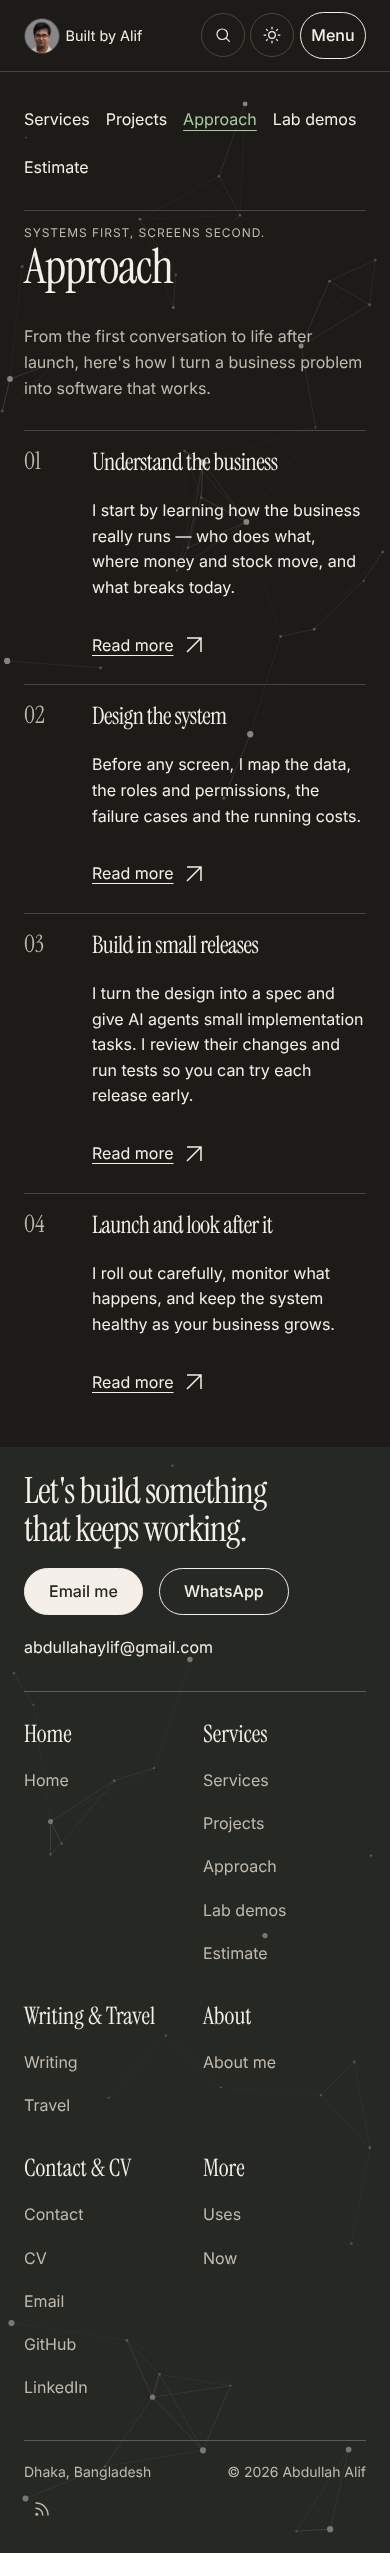 Built by Alif
Menu
Services Projects Approach Lab demos
Estimate
SYSTEMS FIRST, SCREENS SECOND.
Approach
From the first conversation to life after
launch, here's how I turn a business problem
into software that works.
01 Understand the business
I start by learning how the business
really runs — who does what,
where money and stock move, and
what breaks today.
Read more
02 Design the system
Before any screen, I map the data,
the roles and permissions, the
failure cases and the running costs.
Read more
03 Build in small releases
I turn the design into a spec and
give AI agents small implementation
tasks. I review their changes and
run tests so you can try each
release early.
Read more
04 Launch and look after it
I roll out carefully, monitor what
happens, and keep the system
healthy as your business grows.
Read more
Let's build something
that keeps working.
Email me WhatsApp
abdullahaylif@gmail.com
Home
Home
Services
Services
Projects
Approach
Lab demos
Estimate
Writing & Travel
Writing
Travel
About
About me
Contact & CV
Contact
CV
Email
GitHub
LinkedIn
More
Uses
Now
Dhaka, Bangladesh © 2026 Abdullah Alif